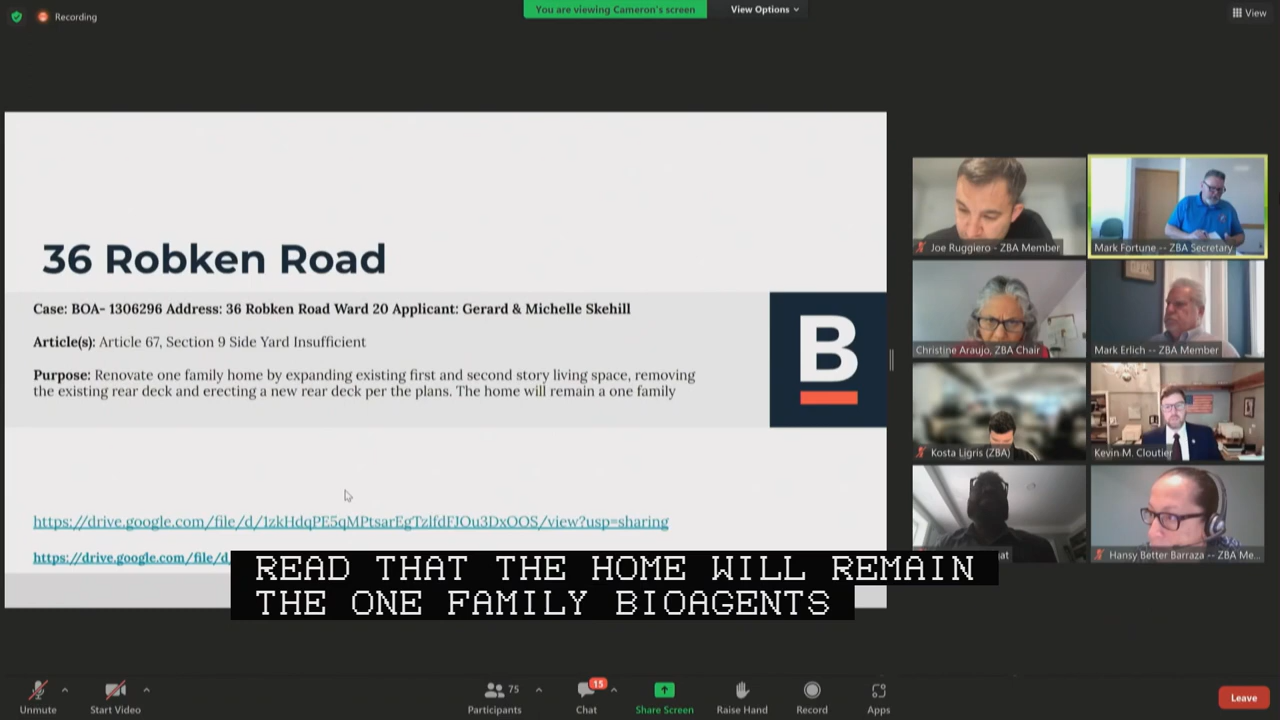 Recording
You are viewing Cameron's screen
View Options
View
36 Robken Road
Case: BOA- 1306296 Address: 36 Robken Road Ward 20 Applicant: Gerard & Michelle Skehill
Article(s): Article 67, Section 9 Side Yard Insufficient
Purpose: Renovate one family home by expanding existing first and second story living space, removing
the existing rear deck and erecting a new rear deck per the plans. The home will remain a one family
B
https://drive.google.com/file/d/1zkHdqPE5qMPtsarEgTzlfdFJOu3DxOOS/view?usp=sharing
https://drive.google.com/file/d
READ THAT THE HOME WILL REMAIN
THE ONE FAMILY BIOAGENTS
Joe Ruggiero - ZBA Member
Mark Fortune -- ZBA Secretary
Christine Araujo, ZBA Chair
Mark Erlich -- ZBA Member
Kosta Ligris (ZBA)
Kevin M. Cloutier
Hansy Better Barraza -- ZBA Me...
Unmute
Start Video
75
Participants
15
Chat
Share Screen
Raise Hand
Record
Apps
Leave